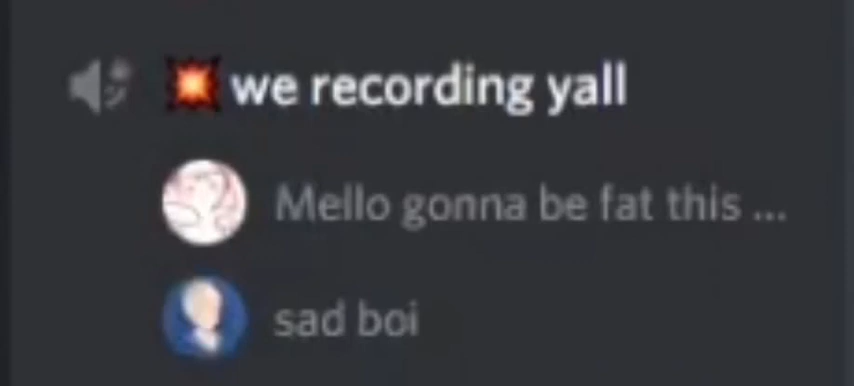 💥 we recording yall
Mello gonna be fat this ...
sad boi